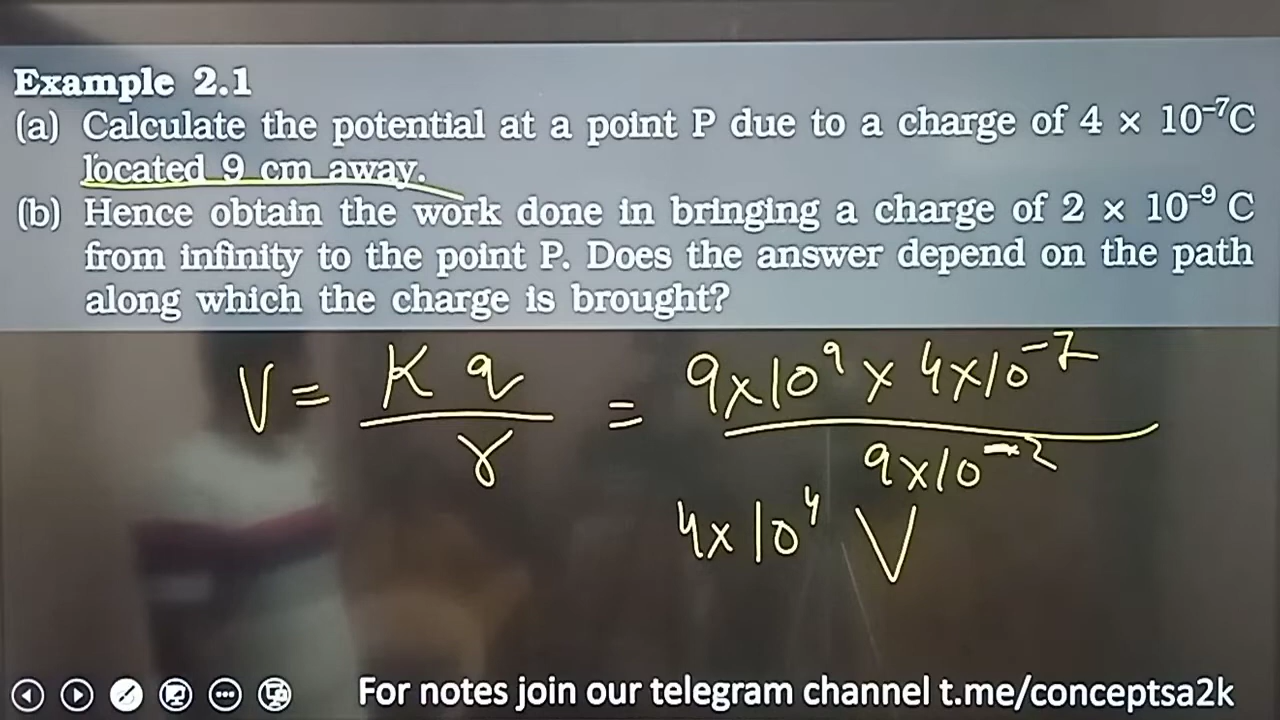 Example 2.1
(a) Calculate the potential at a point P due to a charge of 4 × 10⁻⁷C
located 9 cm away.
(b) Hence obtain the work done in bringing a charge of 2 × 10⁻⁹ C
from infinity to the point P. Does the answer depend on the path
along which the charge is brought?
V = K q / r = 9×10⁹ × 4×10⁻⁷ / 9×10⁻²
4×10⁴ V
For notes join our telegram channel t.me/conceptsa2k